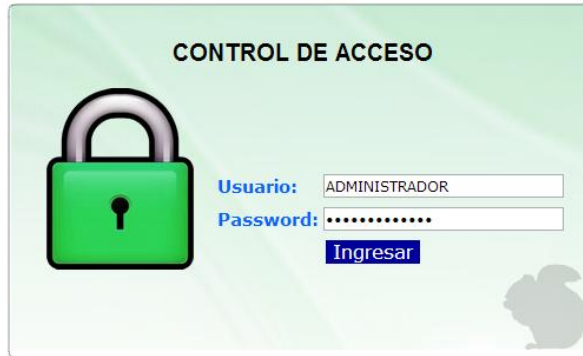 CONTROL DE ACCESO
Usuario: ADMINISTRADOR
Password: •••••••••••••
Ingresar